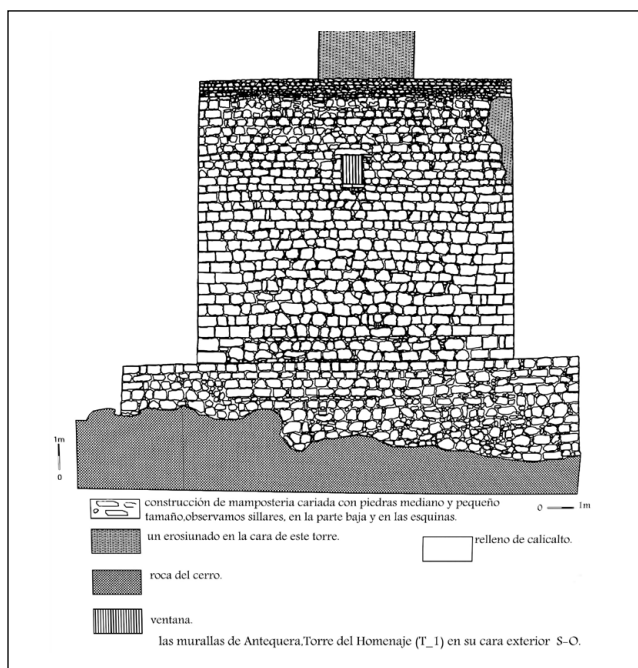 1m
0
construcción de mamposteria cariada con piedras mediano y pequeño
tamaño,observamos sillares, en la parte baja y en las esquinas.
0 1m
un erosiunado en la cara de este torre.
relleno de calicalto.
roca del cerro.
ventana.
las murallas de Antequera,Torre del Homenaje (T_1) en su cara exterior S-O.